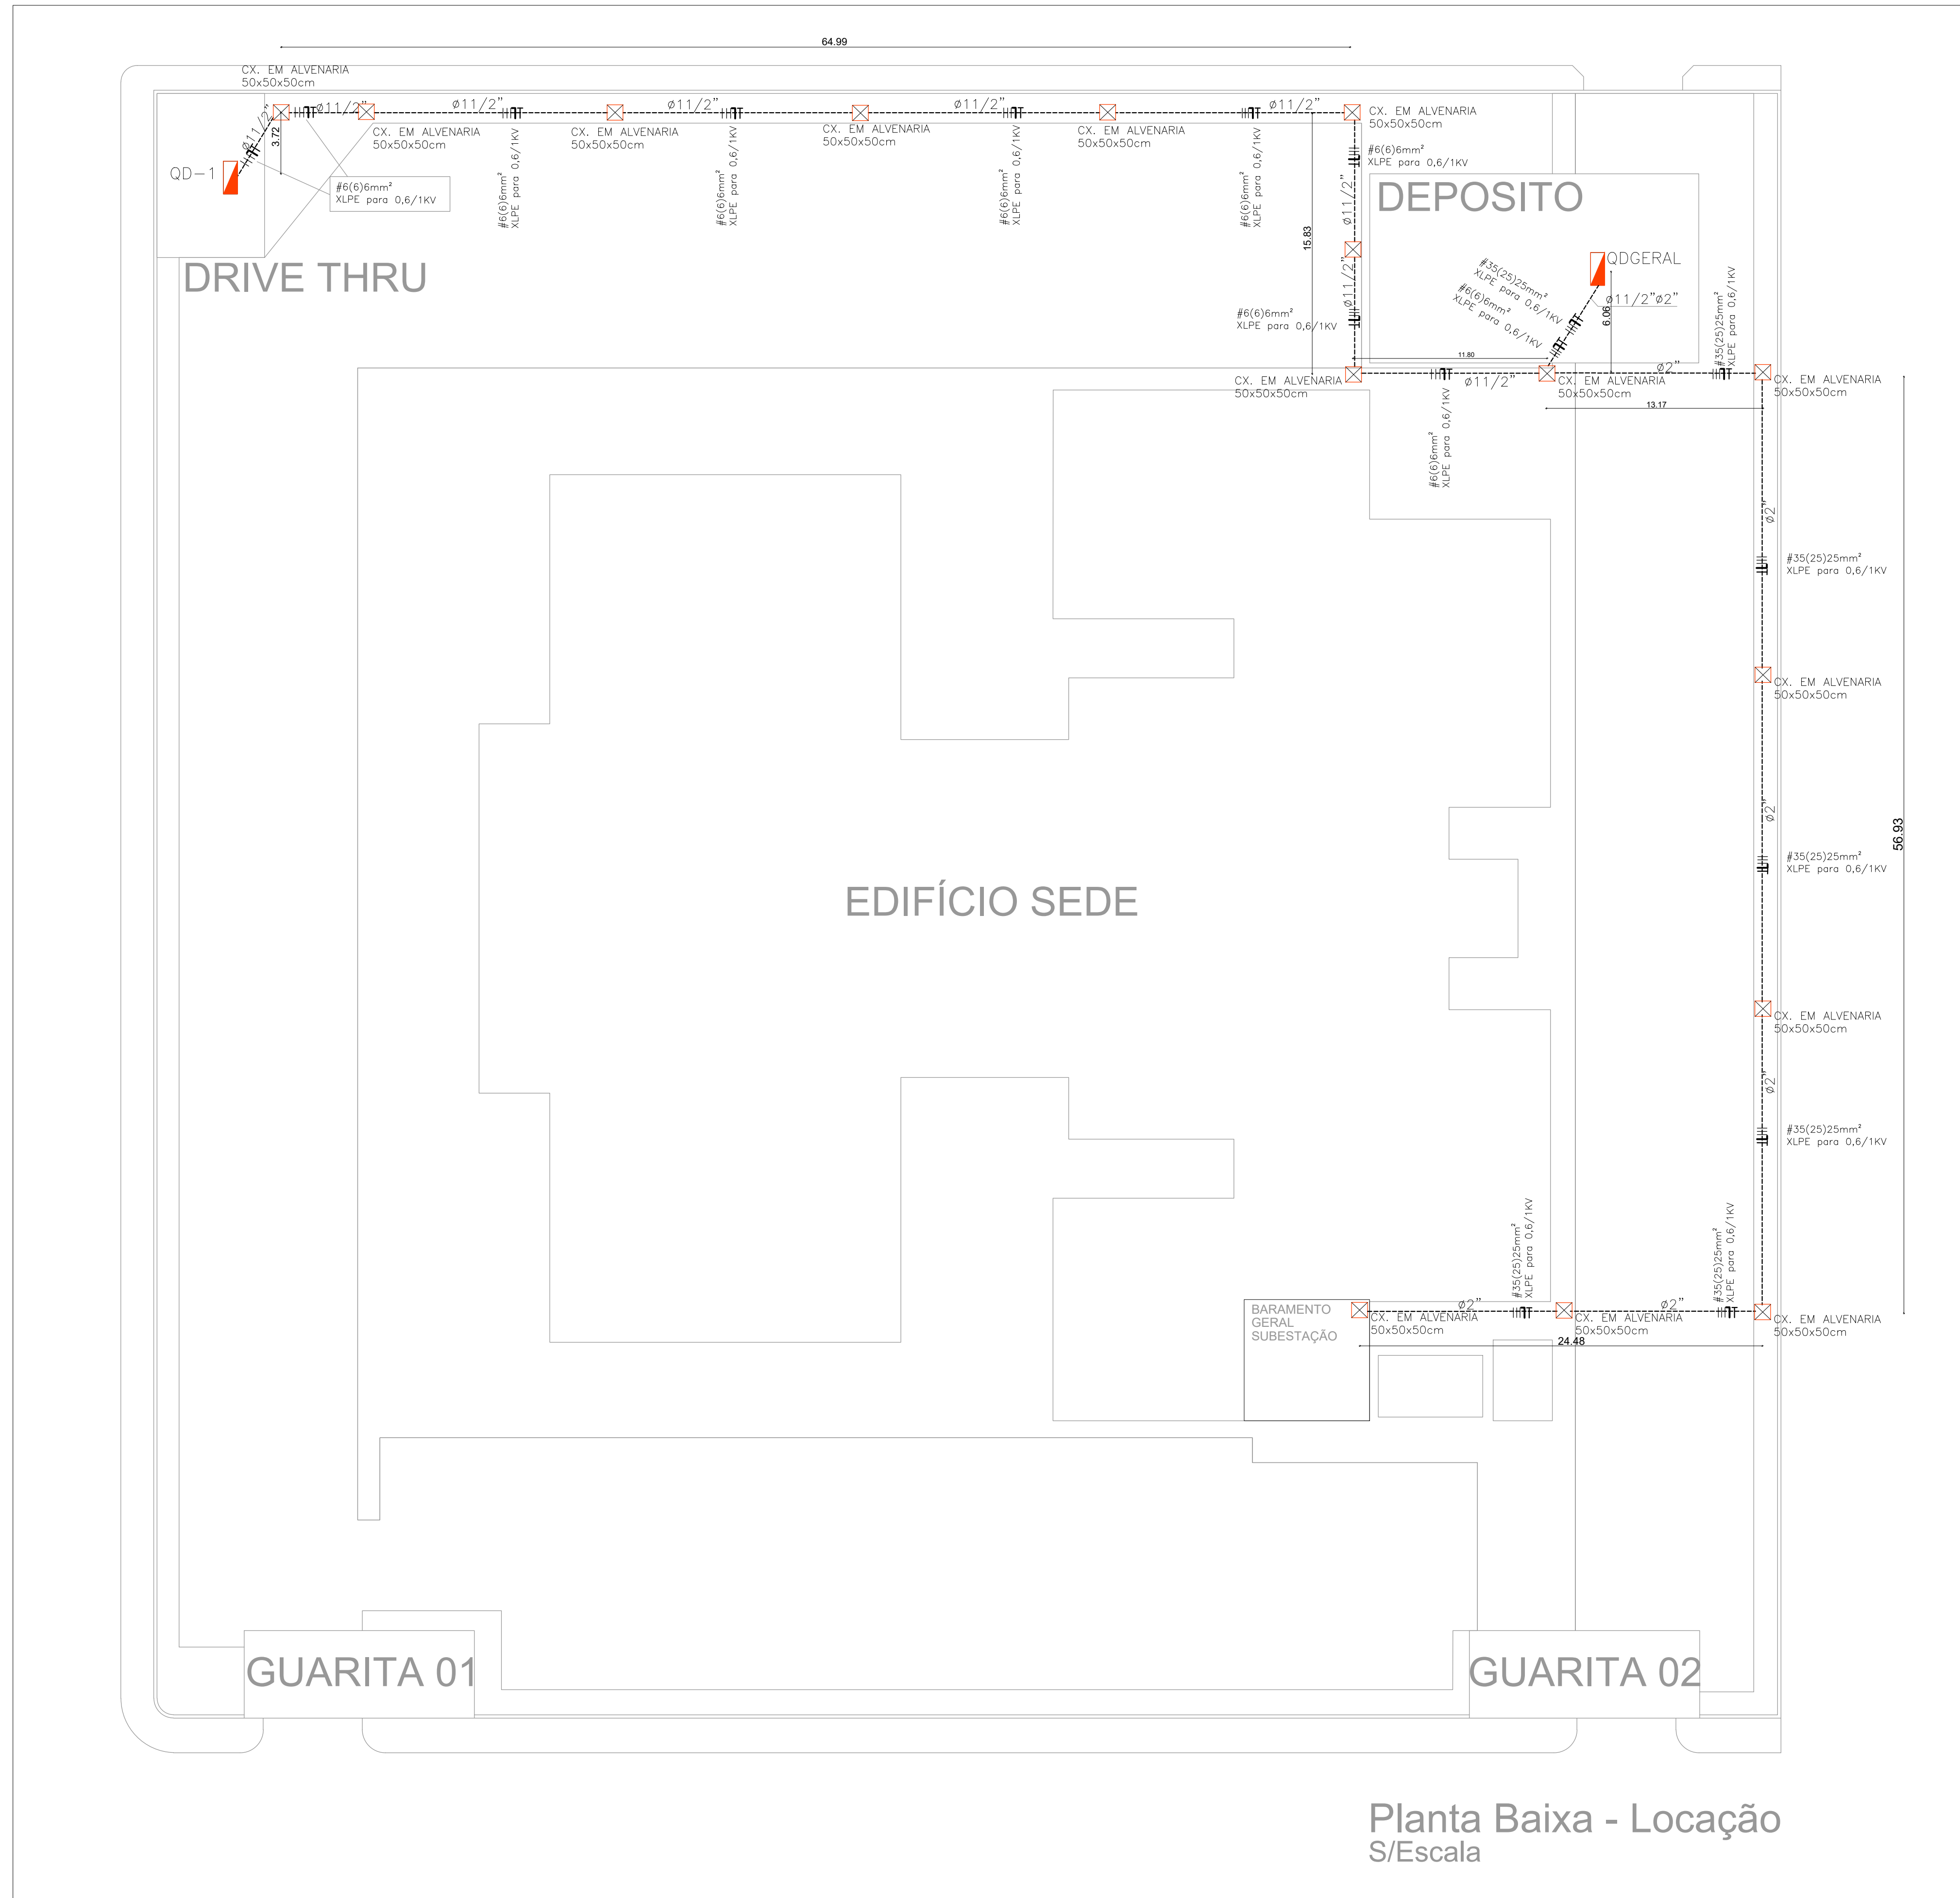 64.99
CX. EM ALVENARIA
50x50x50cm
ø11/2"
ø11/2"
ø11/2"
ø11/2"
ø11/2"
CX. EM ALVENARIA
50x50x50cm
ø11/2"
3.72
CX. EM ALVENARIA
50x50x50cm
CX. EM ALVENARIA
50x50x50cm
CX. EM ALVENARIA
50x50x50cm
CX. EM ALVENARIA
50x50x50cm
QD-1
#6(6)6mm²
XLPE para 0,6/1KV
#6(6)6mm²
XLPE para 0,6/1KV
#6(6)6mm²
XLPE para 0,6/1KV
#6(6)6mm²
XLPE para 0,6/1KV
#6(6)6mm²
XLPE para 0,6/1KV
#6(6)6mm²
XLPE para 0,6/1KV
ø11/2"
DEPOSITO
15.83
DRIVE THRU
ø11/2"
QDGERAL
#35(25)25mm²
XLPE para 0,6/1KV
#6(6)6mm²
XLPE para 0,6/1KV
ø11/2"ø2"
6.06
#35(25)25mm²
XLPE para 0,6/1KV
#6(6)6mm²
XLPE para 0,6/1KV
11.80
ø2"
CX. EM ALVENARIA
50x50x50cm
ø11/2"
CX. EM ALVENARIA
50x50x50cm
CX. EM ALVENARIA
50x50x50cm
13.17
#6(6)6mm²
XLPE para 0,6/1KV
ø2"
#35(25)25mm²
XLPE para 0,6/1KV
CX. EM ALVENARIA
50x50x50cm
ø2"
56.93
#35(25)25mm²
XLPE para 0,6/1KV
EDIFÍCIO SEDE
CX. EM ALVENARIA
50x50x50cm
ø2"
#35(25)25mm²
XLPE para 0,6/1KV
#35(25)25mm²
XLPE para 0,6/1KV
#35(25)25mm²
XLPE para 0,6/1KV
BARAMENTO
GERAL
SUBESTAÇÃO
ø2"
ø2"
CX. EM ALVENARIA
50x50x50cm
CX. EM ALVENARIA
50x50x50cm
CX. EM ALVENARIA
50x50x50cm
24.48
GUARITA 01
GUARITA 02
Planta Baixa - Locação
S/Escala